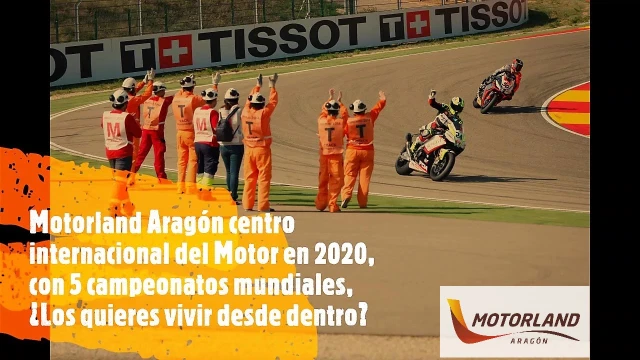 TISSOT TISSOT
T
M
T
T
M
T
T
T
Motorland Aragón centro
internacional del Motor en 2020,
con 5 campeonatos mundiales,
¿Los quieres vivir desde dentro?
MOTORLAND
ARAGÓN